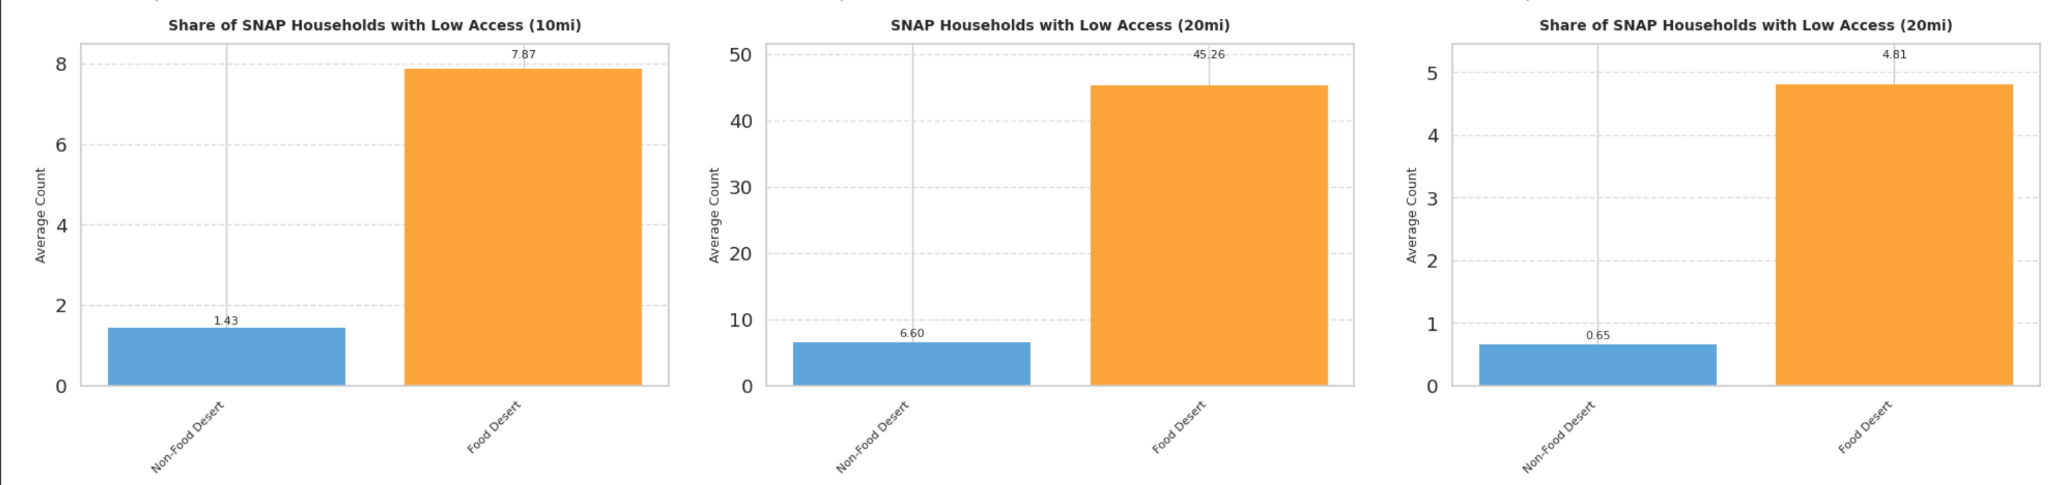 Share of SNAP Households with Low Access (10mi)
Average Count
8
6
4
2
0
1.43
7.87
Non-Food Desert
Food Desert
SNAP Households with Low Access (20mi)
Average Count
50
40
30
20
10
0
6.60
45.26
Non-Food Desert
Food Desert
Share of SNAP Households with Low Access (20mi)
Average Count
5
4
3
2
1
0
0.65
4.81
Non-Food Desert
Food Desert